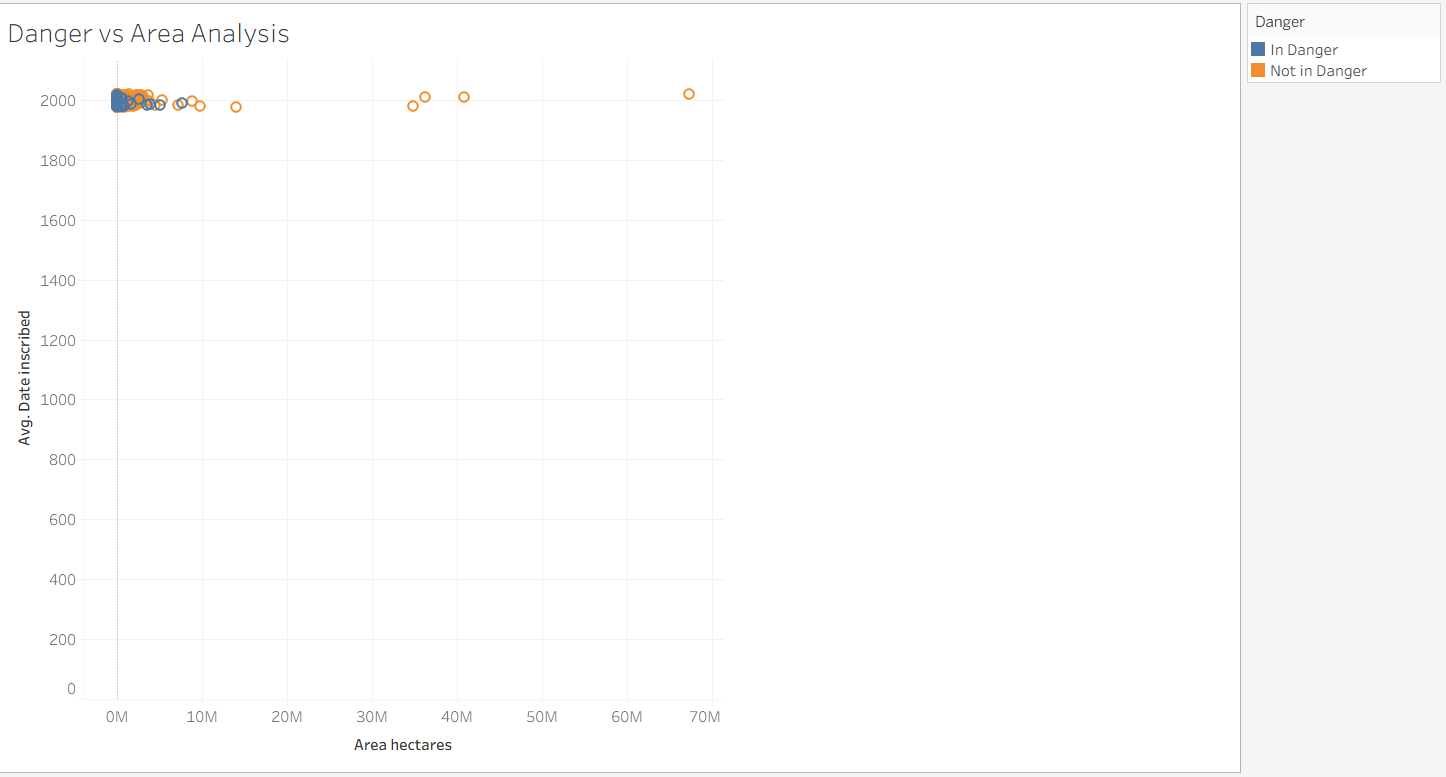 Danger vs Area Analysis
Danger
In Danger
Not in Danger
2000
1800
1600
1400
1200
1000
800
600
400
200
0
Avg. Date inscribed
0M 10M 20M 30M 40M 50M 60M 70M
Area hectares